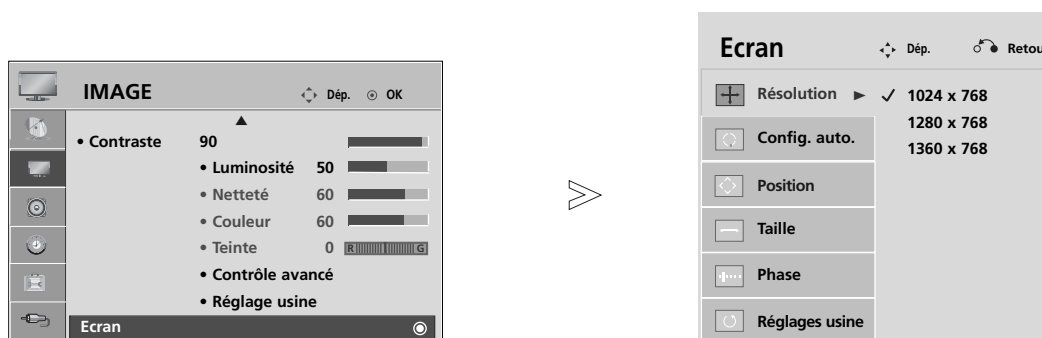 IMAGE Dép. OK
• Contraste 90
• Luminosité 50
• Netteté 60
• Couleur 60
• Teinte 0 R G
• Contrôle avancé
• Réglage usine
Ecran
Ecran Dép. Retou
Résolution ► ✓ 1024 x 768
1280 x 768
Config. auto.
1360 x 768
Position
Taille
Phase
Réglages usine